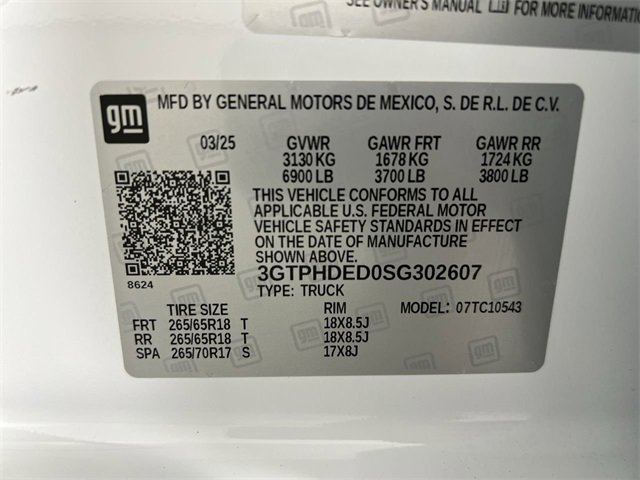 SEE OWNER'S MANUAL FOR MORE INFORMATION
gm MFD BY GENERAL MOTORS DE MEXICO, S. DE R.L. DE C.V.
03/25 GVWR GAWR FRT GAWR RR
3130 KG 1678 KG 1724 KG
6900 LB 3700 LB 3800 LB
THIS VEHICLE CONFORMS TO ALL
APPLICABLE U.S. FEDERAL MOTOR
VEHICLE SAFETY STANDARDS IN EFFECT
ON THE DATE OF MANUFACTURE
SHOWN ABOVE.
3GTPHDED0SG302607
8624 TYPE: TRUCK
TIRE SIZE RIM MODEL: 07TC10543
FRT 265/65R18 T 18X8.5J
RR 265/65R18 T 18X8.5J
SPA 265/70R17 S 17X8J